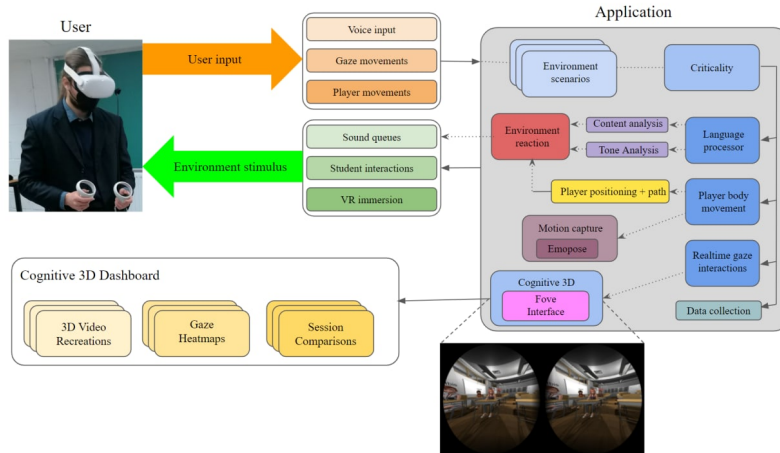 User
Application
User input
Voice input
Gaze movements
Player movements
Environment
scenarios
Criticality
Environment stimulus
Sound queues
Student interactions
VR immersion
Environment
reaction
Content analysis
Tone Analysis
Language
processor
Player positioning + path
Player body
movement
Motion capture
Emopose
Realtime gaze
interactions
Cognitive 3D
Fove
Interface
Data collection
Cognitive 3D Dashboard
3D Video
Recreations
Gaze
Heatmaps
Session
Comparisons